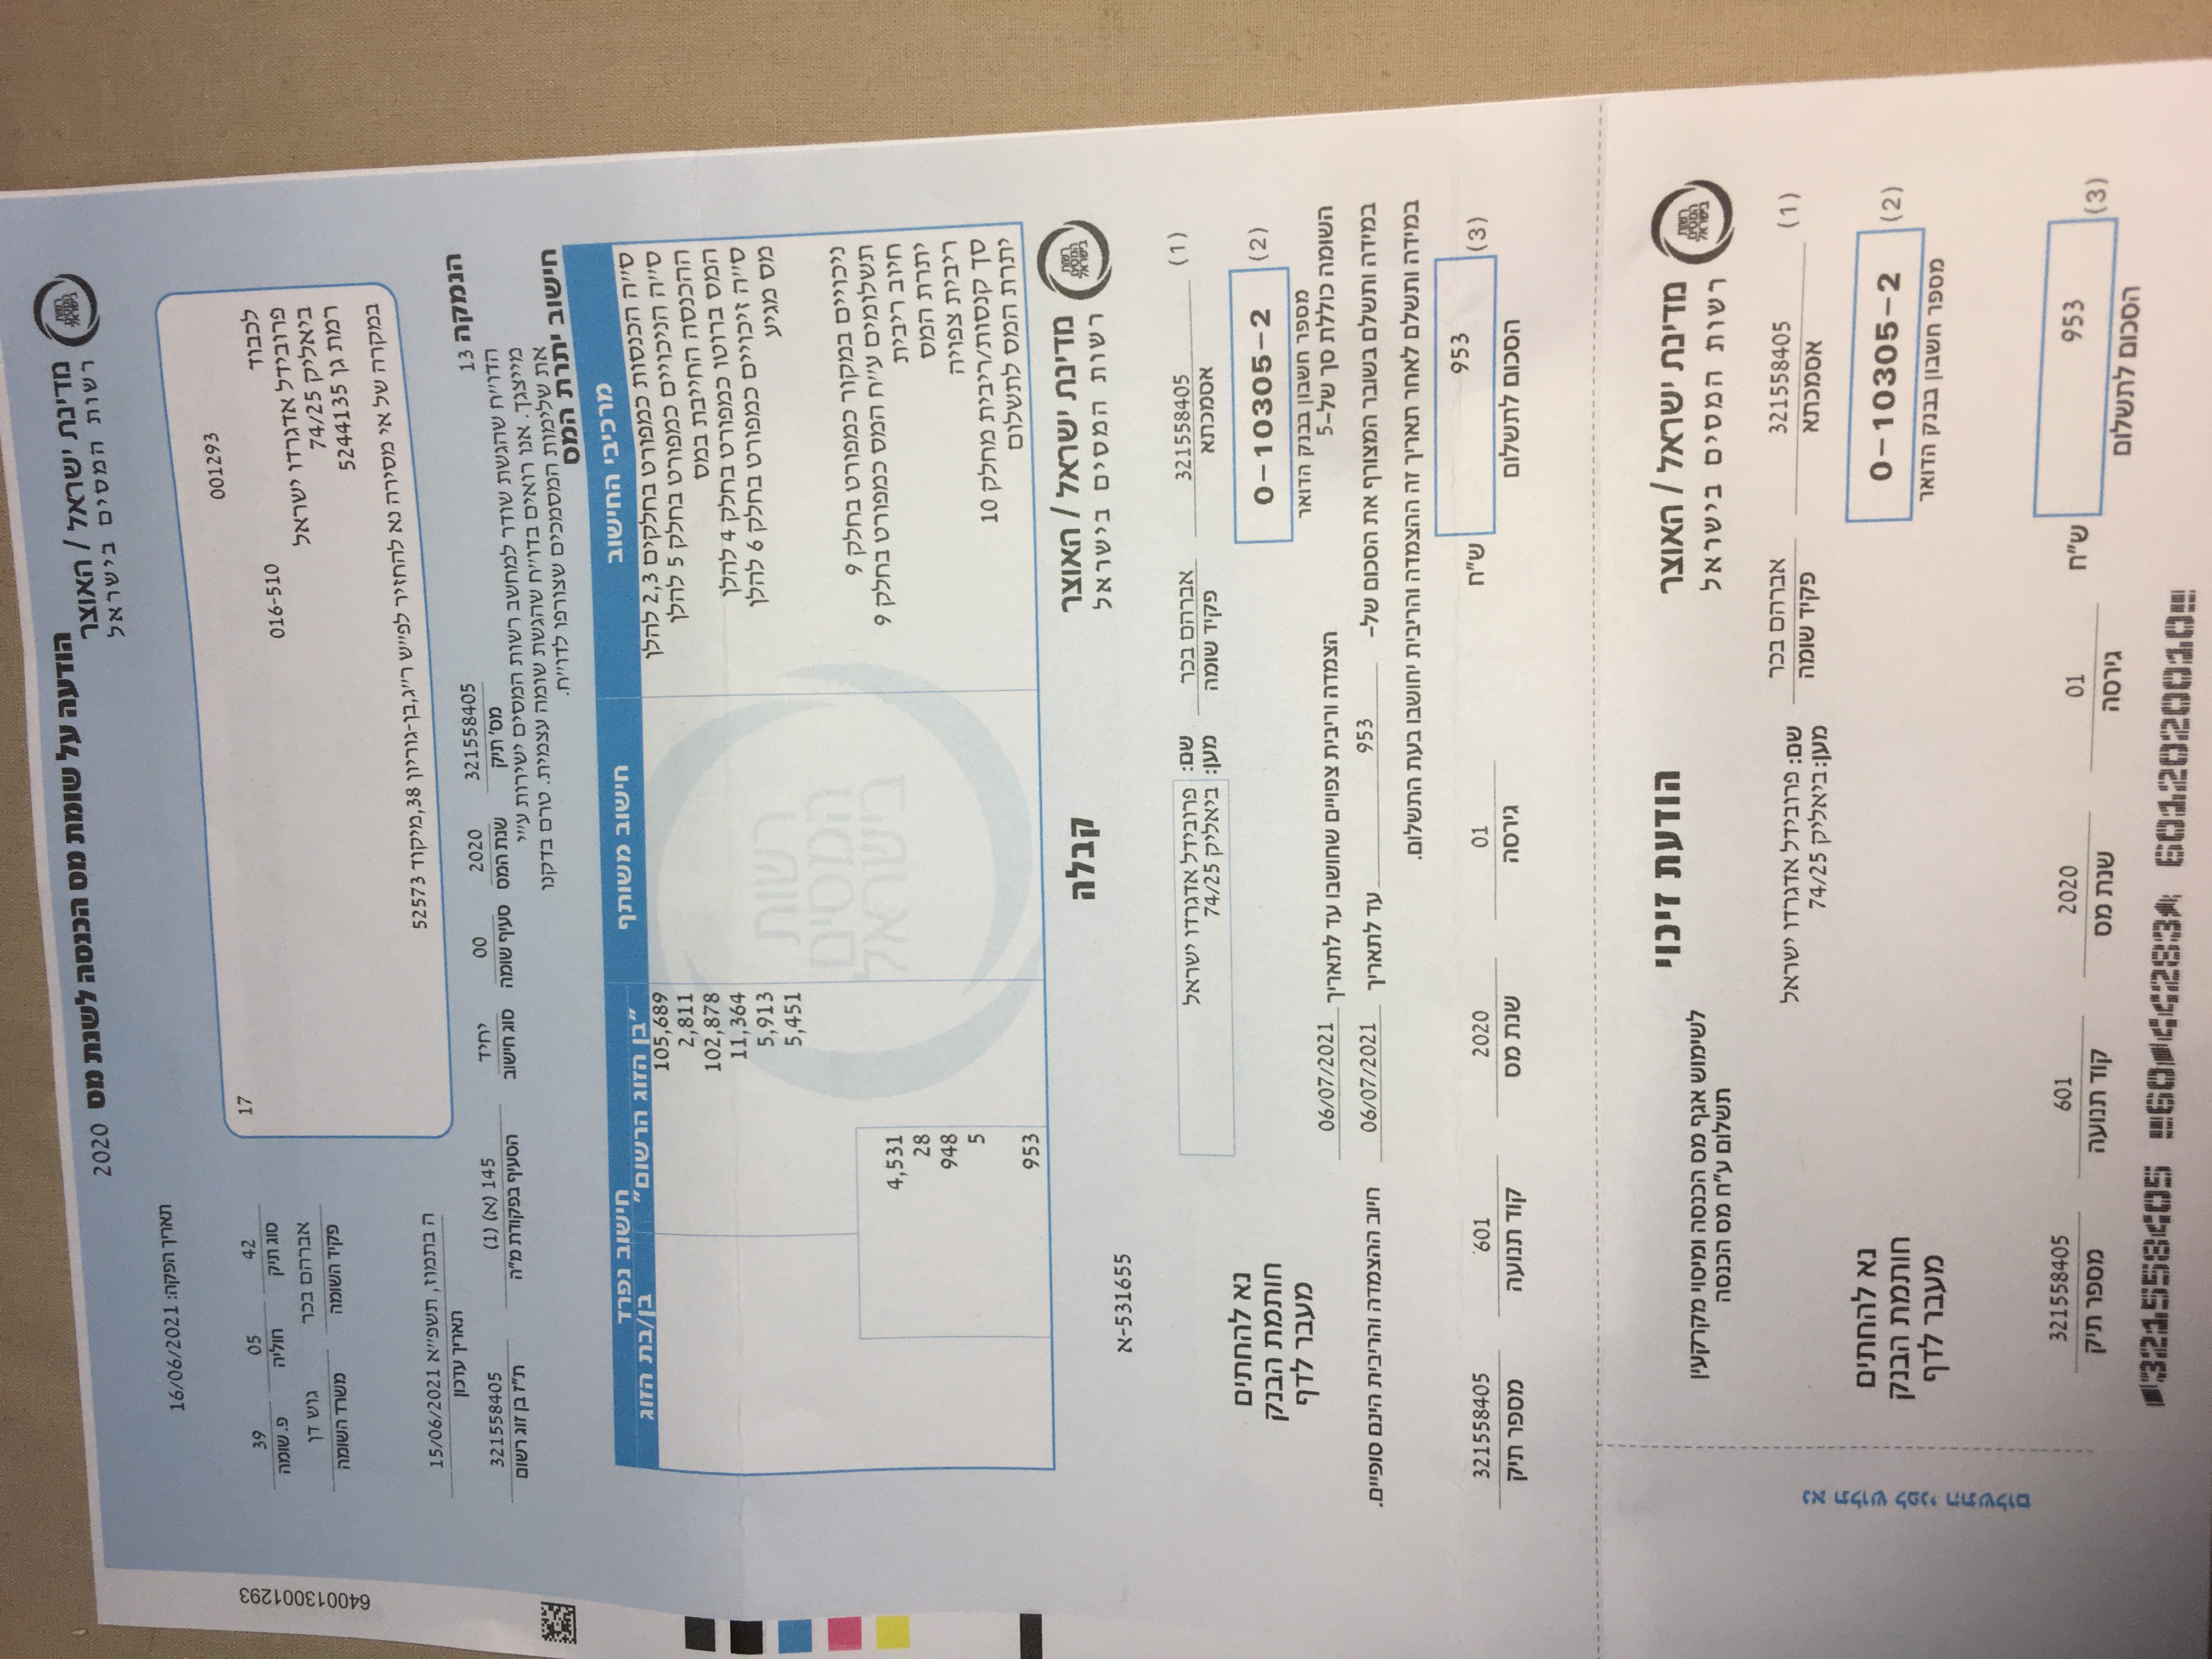 רשות המסים בישראל
מדינת ישראל / האוצר
רשות המסים בישראל
הודעה על שומת מס הכנסה לשנת מס 2020
תאריך הפקה: 16/06/2021
001293
17
לכבוד
016-510
פרובידל אדגרדו ישראל
ביאליק 74/25
רמת גן 5244135
במקרה של אי מסירה נא להחזיר לפ"ש ר"ג,בן-גוריון 38,מיקוד 52573
42 05 39
סוג תיק חוליה פ.שומה
אברהם בכר גוש דן
פקיד השומה משרד השומה
640013001293
ה בתמוז, תשפ"א 15/06/2021
תאריך עדכון
321558405 2020 00 יחיד 145 (א) (1) 321558405
מס' תיק שנת המס סעיף שומה סוג חישוב הסעיף בפקודת מ"ה ת"ז בן זוג רשום
הנמקה 13
הדו"ח שהגשת שודר למחשב רשות המסים ישירות ע"י
מייצגך. אנו רואים בדו"ח שהגשת שומה עצמית. טרם בדקנו
את שלימות המסמכים שצורפו לדו"ח.
חישוב יתרת המס
מרכיבי החישוב חישוב משותף חישוב נפרד
"בן הזוג הרשום" בן/בת הזוג
ס"ה הכנסות כמפורט בחלקים 2,3 להלן 105,689
ס"ה הניכויים כמפורט בחלק 5 להלן 2,811
ההכנסה החייבת במס 102,878
המס ברוטו כמפורט בחלק 4 להלן 11,364
ס"ה זיכויים כמפורט בחלק 6 להלן 5,913
מס מגיע 5,451
ניכויים במקור כמפורט בחלק 9
תשלומים ע"ח המס כמפורט בחלק 9 4,531
חיוב ריבית 28
יתרת המס 948
ריבית צפויה 5
סך קנסות/ריבית מחלק 10
יתרת המס לתשלום 953
רשות המסים בישראל
רשות המסים בישראל
מדינת ישראל / האוצר
רשות המסים בישראל
קבלה
531655-א
(1) 321558405 אברהם בכר שם: פרובידל אדגרדו ישראל
אסמכתא פקיד שומה מען: ביאליק 74/25
(2) 0-10305-2
מספר חשבון בבנק הדואר
נא להחתים
חותמת הבנק
מעבר לדף
השומה כוללת סך של-5 הצמדה וריבית צפויים שחושבו עד לתאריך 06/07/2021
במידה ותשלם בשובר המצורף את הסכום של- 953 עד לתאריך 06/07/2021 חיוב ההצמדה והריבית הינם סופיים.
במידה ותשלם לאחר תאריך זה ההצמדה והריבית יחושבו בעת התשלום.
(3) 953 ש"ח 01 2020 601 321558405
הסכום לתשלום גירסה שנת מס קוד תנועה מספר תיק
רשות המסים בישראל
מדינת ישראל / האוצר
רשות המסים בישראל
הודעת זיכוי
לשימוש אגף מס הכנסה ומיסוי מקרקעין
תשלום ע"ח מס הכנסה
(1) 321558405 אברהם בכר שם: פרובידל אדגרדו ישראל
אסמכתא פקיד שומה מען: ביאליק 74/25
(2) 0-10305-2
מספר חשבון בבנק הדואר
נא להחתים
חותמת הבנק
מעבר לדף
נא תלוש לפני התשלום
(3) 953 ש"ח 01 2020 601 321558405
הסכום לתשלום גירסה שנת מס קוד תנועה מספר תיק
321558405 60 44283 6012020010